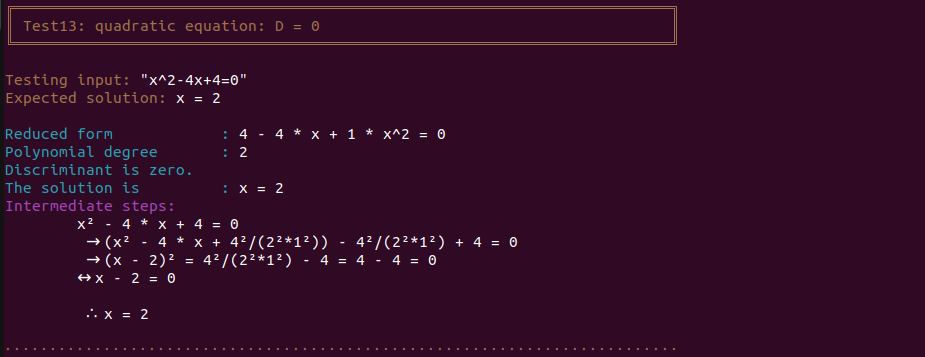 Test13: quadratic equation: D = 0
Testing input: "x^2-4x+4=0"
Expected solution: x = 2
Reduced form : 4 - 4 * x + 1 * x^2 = 0
Polynomial degree : 2
Discriminant is zero.
The solution is : x = 2
Intermediate steps:
x² - 4 * x + 4 = 0
→(x² - 4 * x + 4²/(2²*1²)) - 4²/(2²*1²) + 4 = 0
→(x - 2)² = 4²/(2²*1²) - 4 = 4 - 4 = 0
↔x - 2 = 0
∴ x = 2